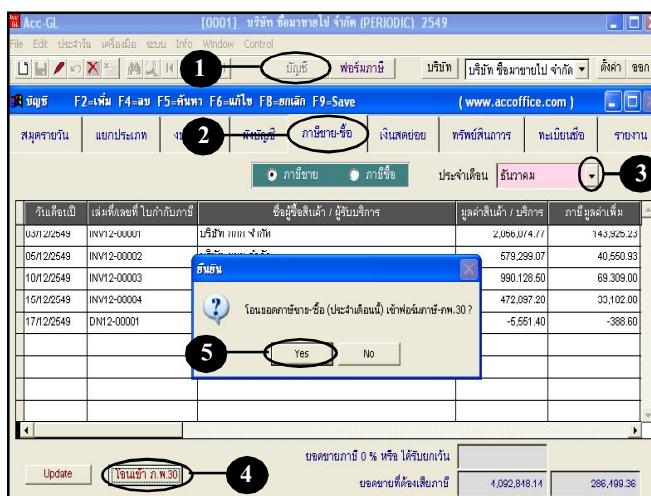 Acc-GL [0001] บริษัท ซื้อมาขายไป จำกัด (PERIODIC) 2549
File Edit ประจำวัน เครื่องมือ ระบบ Info Window Control
1 บัญชี ฟอร์มภาษี บริษัท บริษัท ซื้อมาขายไป จำกัด ตั้งค่า ออก
บัญชี F2=เพิ่ม F4=ลบ F5=ค้นหา F6=แก้ไข F8=ยกเลิก F9=Save ( www.accoffice.com )
สมุดรายวัน แยกประเภท 2 ผังบัญชี ภาษีขาย-ซื้อ เงินสดย่อย ทรัพย์สินถาวร ทะเบียนชื่อ รายงาน
ภาษีขาย ภาษีซื้อ ประจำเดือน ธันวาคม 3
วันเดือนปี เล่มที่เลขที่ ใบกำกับภาษี ชื่อผู้ซื้อสินค้า / ผู้รับบริการ มูลค่าสินค้า / บริการ ภาษีมูลค่าเพิ่ม
03/12/2549 INV12-00001 บริษัท กกก จำกัด 2,056,074.77 143,925.23
05/12/2549 INV12-00002 579,299.07 40,550.93
10/12/2549 INV12-00003 990,128.50 69,309.00
15/12/2549 INV12-00004 472,097.20 33,102.00
17/12/2549 DN12-00001 -5,551.40 -388.60
ยืนยัน
โอนยอดภาษีขาย-ซื้อ (ประจำเดือนนี้) เข้าฟอร์มภาษี-ภพ.30 ?
5 Yes No
ยอดขายภาษี 0 % หรือ ได้รับยกเว้น
Update โอนเข้า ภ.พ.30 4 ยอดขายที่ต้องเสียภาษี 4,092,848.14 286,499.36